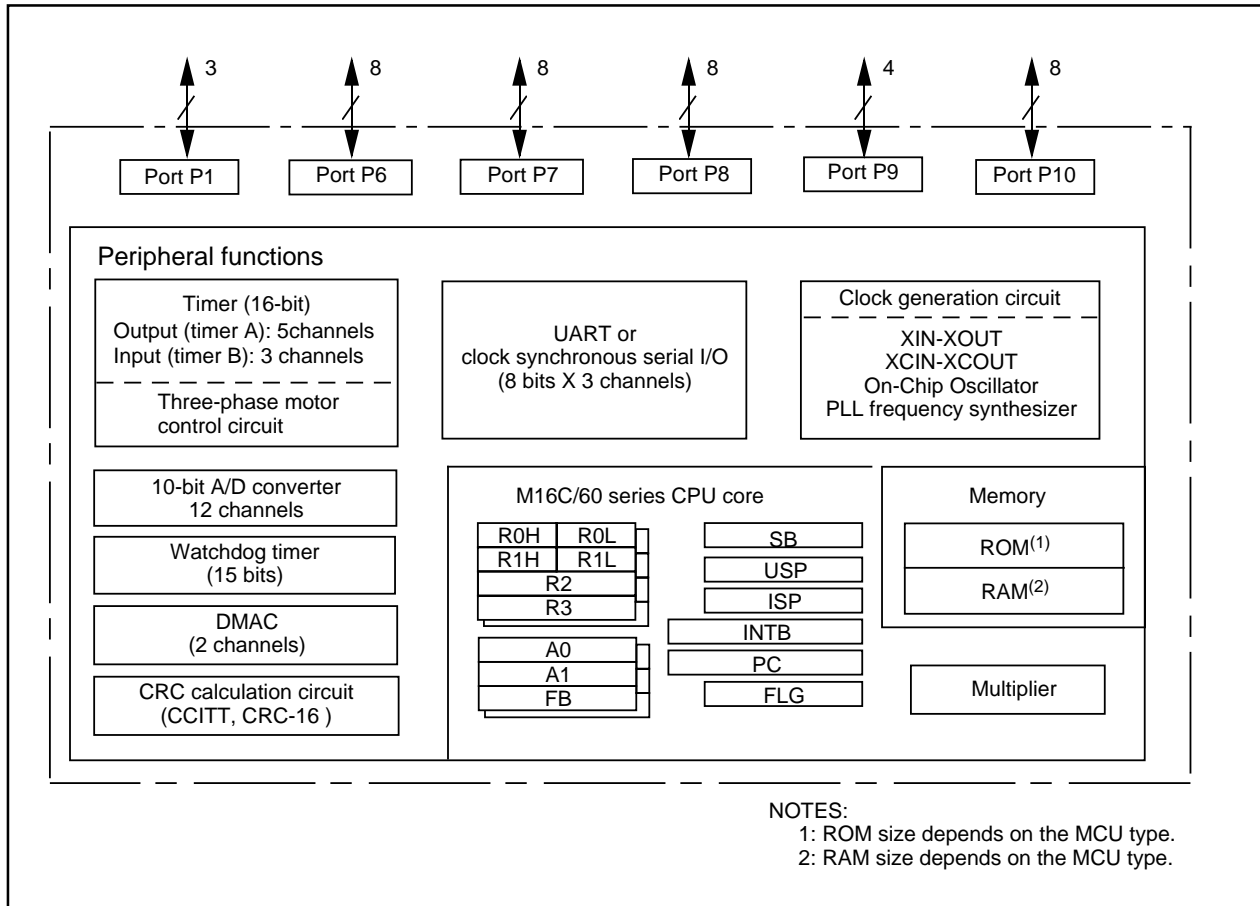 3
8
8
8
4
8
Port P1
Port P6
Port P7
Port P8
Port P9
Port P10
Peripheral functions
Timer (16-bit)
Output (timer A): 5channels
Input (timer B): 3 channels
Three-phase motor
control circuit
UART or
clock synchronous serial I/O
(8 bits X 3 channels)
Clock generation circuit
XIN-XOUT
XCIN-XCOUT
On-Chip Oscillator
PLL frequency synthesizer
10-bit A/D converter
12 channels
Watchdog timer
(15 bits)
DMAC
(2 channels)
CRC calculation circuit
(CCITT, CRC-16 )
M16C/60 series CPU core
R0H R0L
R1H R1L
R2
R3
A0
A1
FB
SB
USP
ISP
INTB
PC
FLG
Memory
ROM(1)
RAM(2)
Multiplier
NOTES:
1: ROM size depends on the MCU type.
2: RAM size depends on the MCU type.